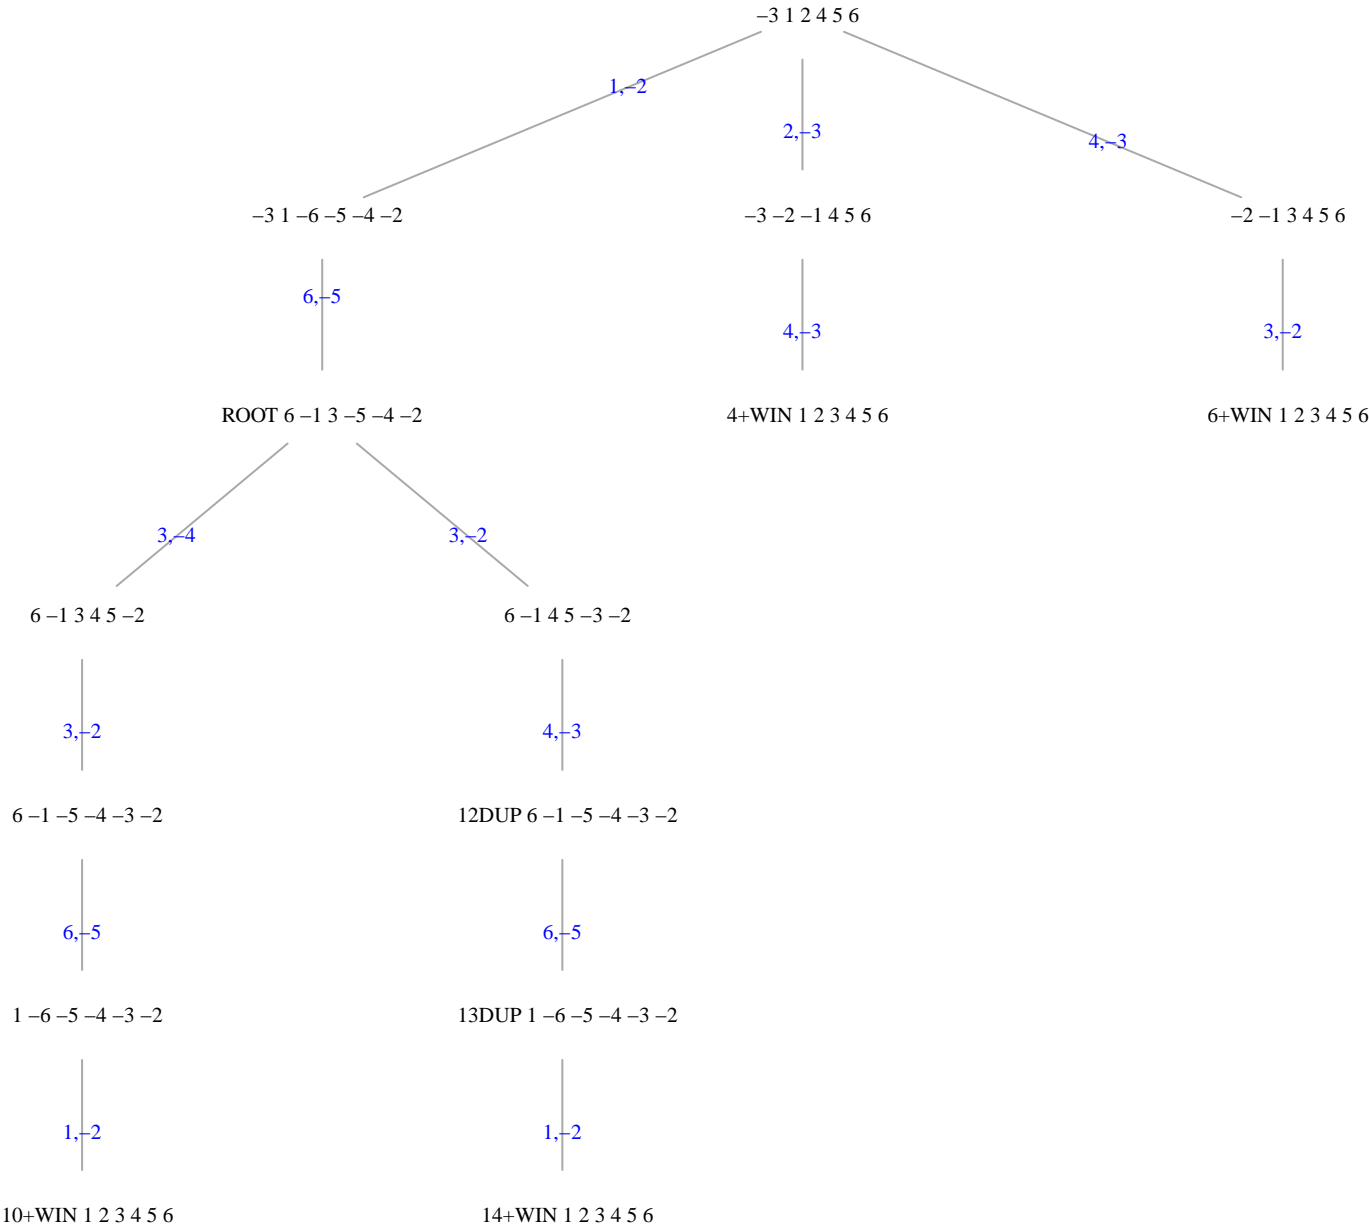 –3 1 2 4 5 6
1,–2
2,–3
4,–3
–3 1 –6 –5 –4 –2
–3 –2 –1 4 5 6
–2 –1 3 4 5 6
6,–5
4,–3
3,–2
ROOT 6 –1 3 –5 –4 –2
4+WIN 1 2 3 4 5 6
6+WIN 1 2 3 4 5 6
3,–4
3,–2
6 –1 3 4 5 –2
6 –1 4 5 –3 –2
3,–2
4,–3
6 –1 –5 –4 –3 –2
12DUP 6 –1 –5 –4 –3 –2
6,–5
6,–5
1 –6 –5 –4 –3 –2
13DUP 1 –6 –5 –4 –3 –2
1,–2
1,–2
10+WIN 1 2 3 4 5 6
14+WIN 1 2 3 4 5 6